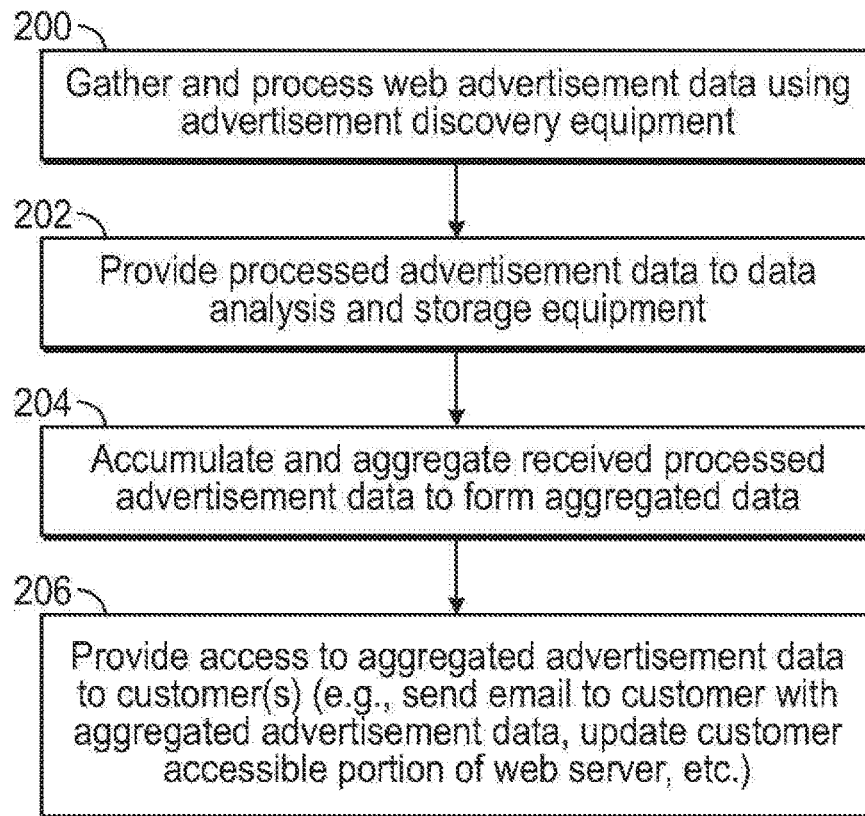 200
Gather and process web advertisement data using
advertisement discovery equipment
202
Provide processed advertisement data to data
analysis and storage equipment
204
Accumulate and aggregate received processed
advertisement data to form aggregated data
206
Provide access to aggregated advertisement data
to customer(s) (e.g., send email to customer with
aggregated advertisement data, update customer
accessible portion of web server, etc.)